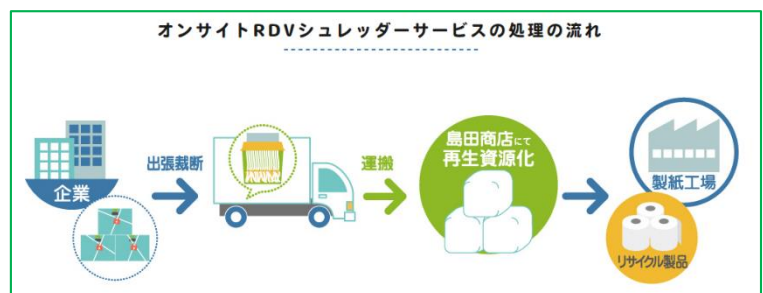 オンサイトRDVシュレッダーサービスの処理の流れ
企業
出張裁断
運搬
島田商店にて
再生資源化
製紙工場
リサイクル製品